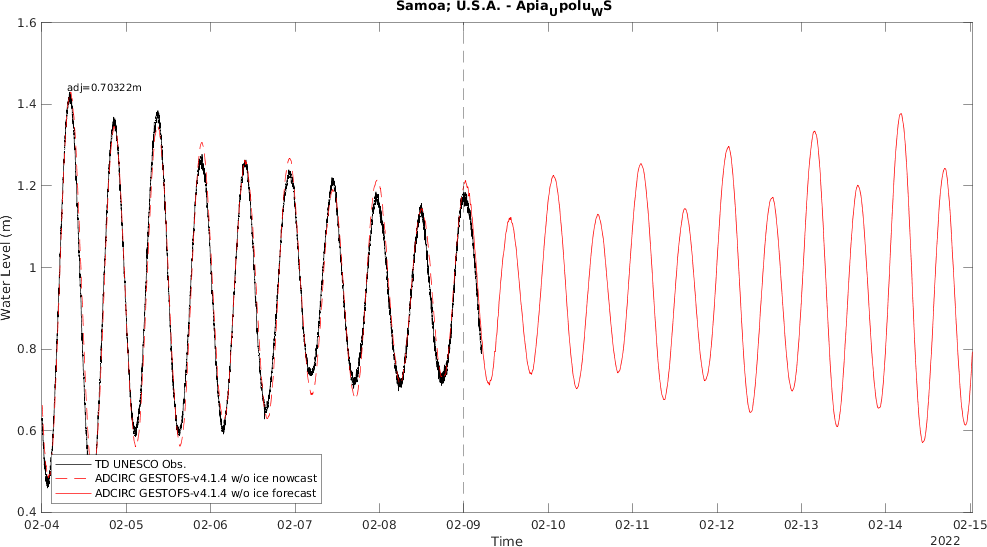 Samoa; U.S.A. - ApiaUpoluWS
1.6
adj=0.70322m
1.4
1.2
1
0.8
0.6
0.4
Water Level (m)
TD UNESCO Obs.
ADCIRC GESTOFS-v4.1.4 w/o ice nowcast
ADCIRC GESTOFS-v4.1.4 w/o ice forecast
02-04 02-05 02-06 02-07 02-08 02-09 02-10 02-11 02-12 02-13 02-14 02-15
Time
2022